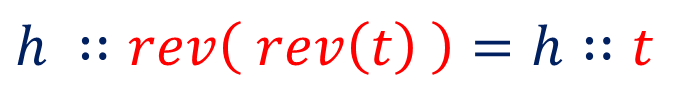 h :: rev( rev(t) ) = h :: t